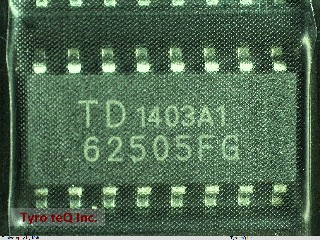 TD 1403A1
62505FG
Tyro teQ Inc.